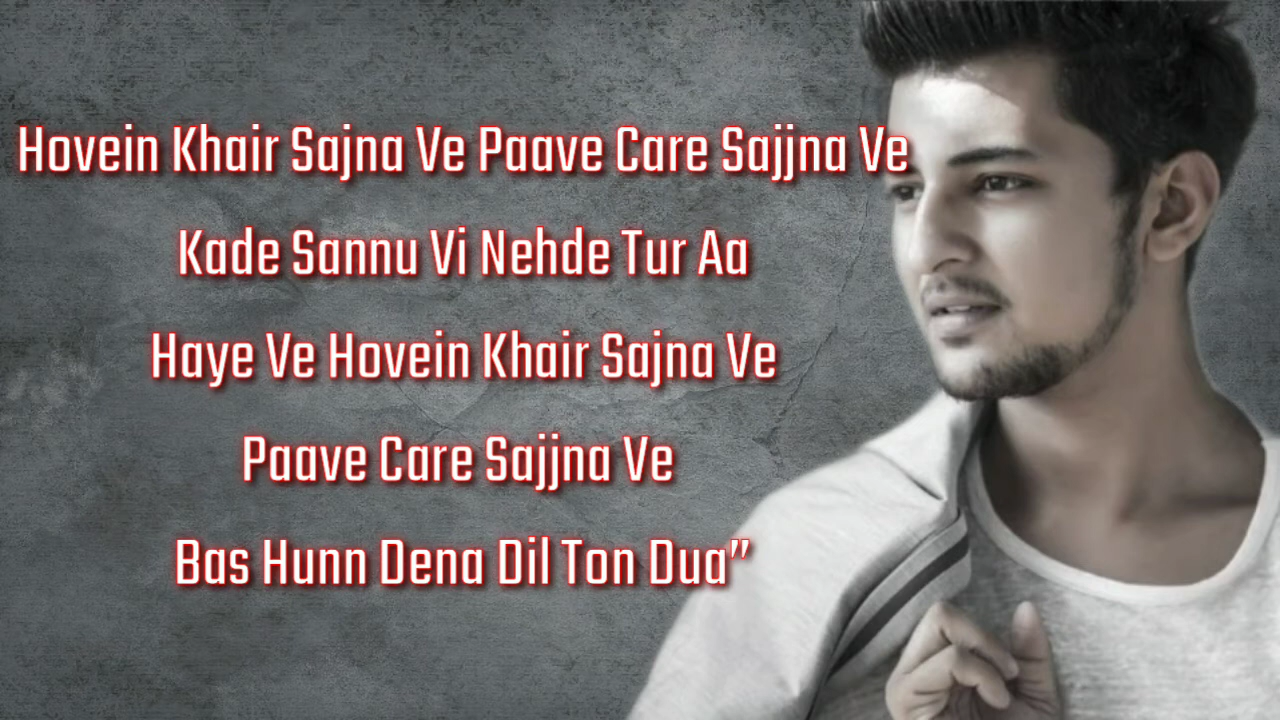 Hovein Khair Sajna Ve Paave Care Sajjna Ve
Kade Sannu Vi Nehde Tur Aa
Haye Ve Hovein Khair Sajna Ve
Paave Care Sajjna Ve
Bas Hunn Dena Dil Ton Dua”